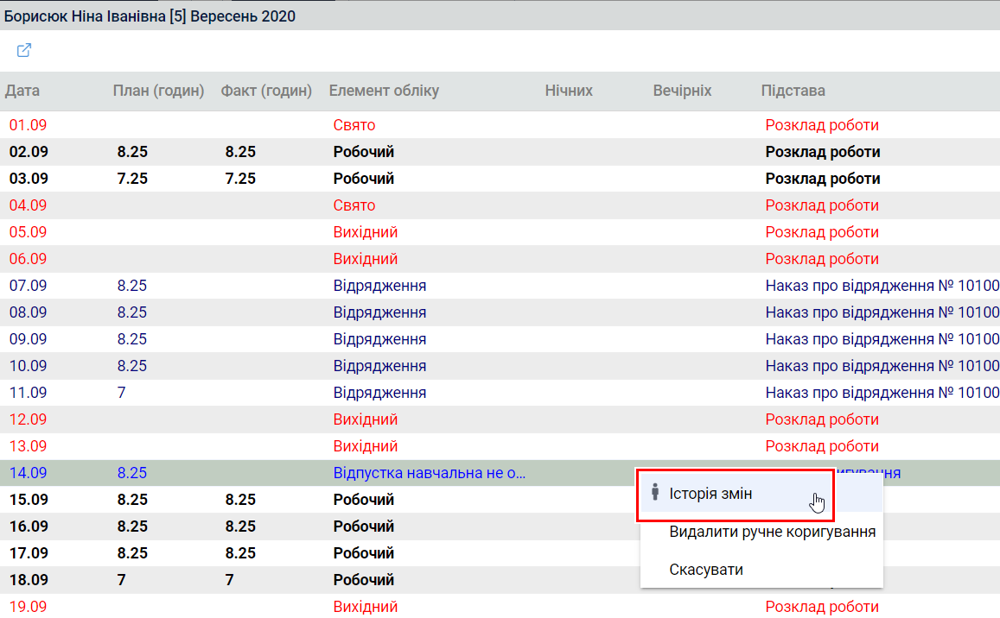 Борисюк Ніна Іванівна [5] Вересень 2020
Дата План (годин) Факт (годин) Елемент обліку Нічних Вечірніх Підстава
01.09 Свято Розклад роботи
02.09 8.25 8.25 Робочий Розклад роботи
03.09 7.25 7.25 Робочий Розклад роботи
04.09 Свято Розклад роботи
05.09 Вихідний Розклад роботи
06.09 Вихідний Розклад роботи
07.09 8.25 Відрядження Наказ про відрядження № 10100
08.09 8.25 Відрядження Наказ про відрядження № 10100
09.09 8.25 Відрядження Наказ про відрядження № 10100
10.09 8.25 Відрядження Наказ про відрядження № 10100
11.09 7 Відрядження Наказ про відрядження № 10100
12.09 Вихідний Розклад роботи
13.09 Вихідний Розклад роботи
14.09 8.25 Відпустка навчальна не о...
Історія змін
15.09 8.25 8.25 Робочий
16.09 8.25 8.25 Робочий
Видалити ручне коригування
17.09 8.25 8.25 Робочий
Скасувати
18.09 7 7 Робочий
19.09 Вихідний Розклад роботи